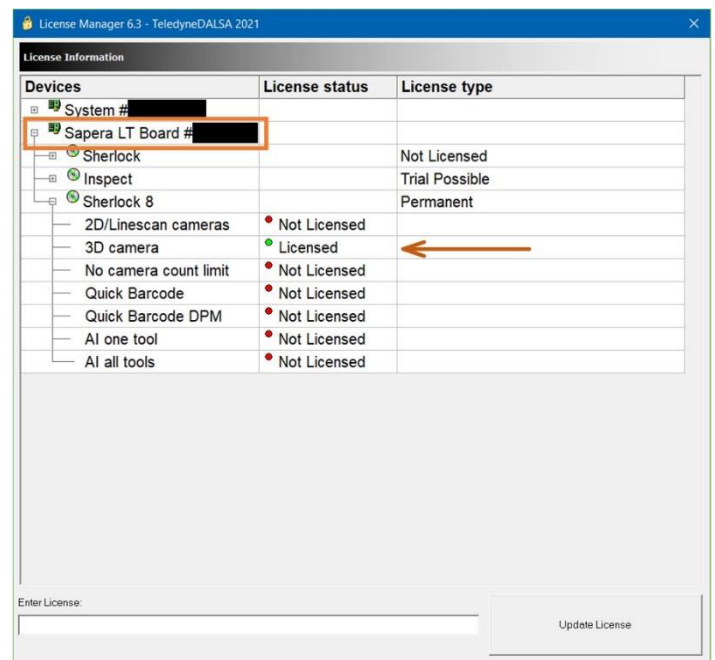 License Manager 6.3 - TeledyneDALSA 2021
License Information
Devices License status License type
System #
Sapera LT Board #
Sherlock Not Licensed
Inspect Trial Possible
Sherlock 8 Permanent
2D/Linescan cameras Not Licensed
3D camera Licensed
No camera count limit Not Licensed
Quick Barcode Not Licensed
Quick Barcode DPM Not Licensed
AI one tool Not Licensed
AI all tools Not Licensed
Enter License:
Update License